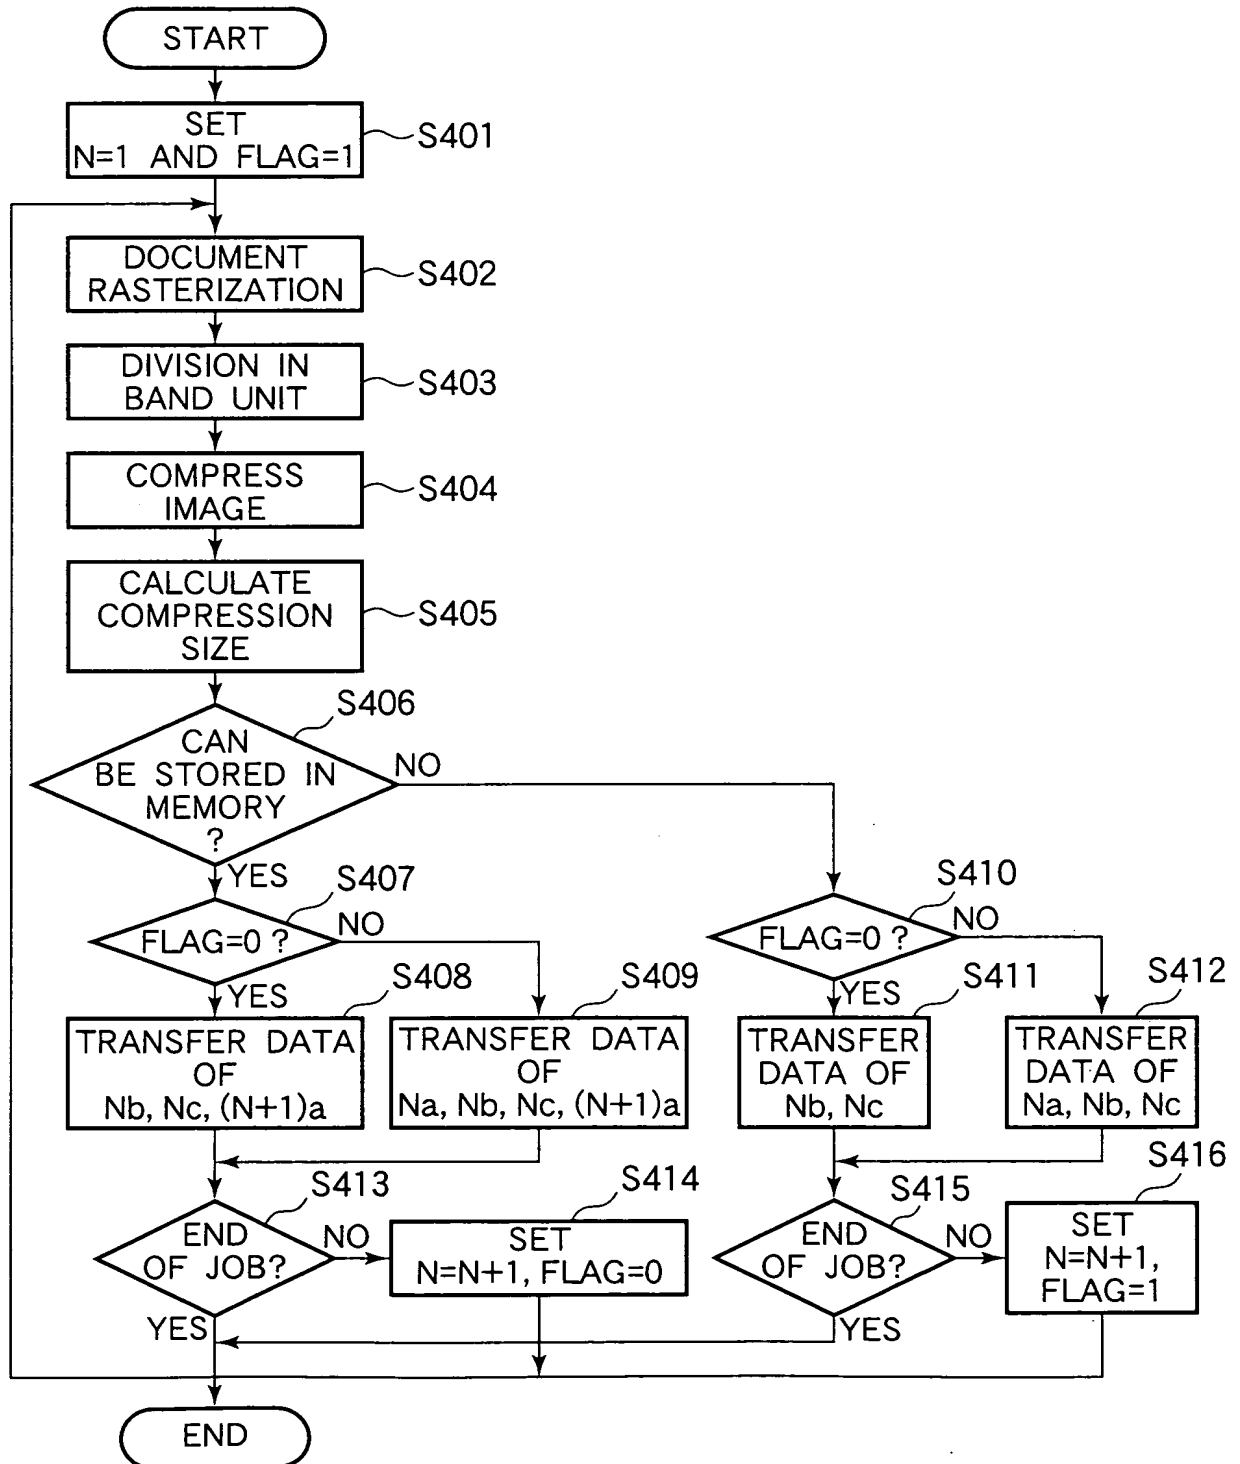 START
SET
N=1 AND FLAG=1
S401
DOCUMENT
RASTERIZATION
S402
DIVISION IN
BAND UNIT
S403
COMPRESS
IMAGE
S404
CALCULATE
COMPRESSION
SIZE
S405
S406
CAN
BE STORED IN
MEMORY
?
NO
YES
S407
FLAG=0 ?
NO
YES
S410
FLAG=0 ?
NO
YES
S408
TRANSFER DATA
OF
Nb, Nc, (N+1)a
S409
TRANSFER DATA
OF
Na, Nb, Nc, (N+1)a
S411
TRANSFER
DATA OF
Nb, Nc
S412
TRANSFER
DATA OF
Na, Nb, Nc
S413
END
OF JOB?
NO
YES
S414
SET
N=N+1, FLAG=0
S415
END
OF JOB?
NO
YES
S416
SET
N=N+1,
FLAG=1
END